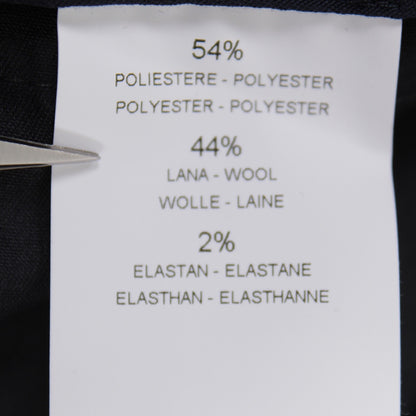 54%
POLIESTERE - POLYESTER
POLYESTER - POLYESTER
44%
LANA - WOOL
WOLLE - LAINE
2%
ELASTAN - ELASTANE
ELASTHAN - ELASTHANNE